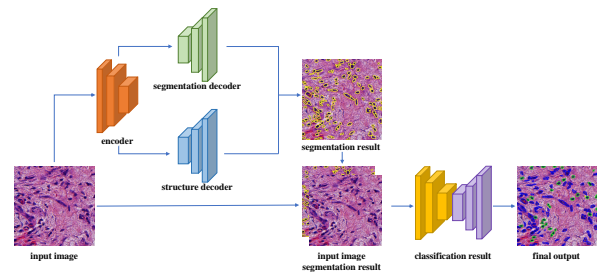 segmentation decoder
encoder
segmentation result
structure decoder
input image
input image
segmentation result
classification result
final output